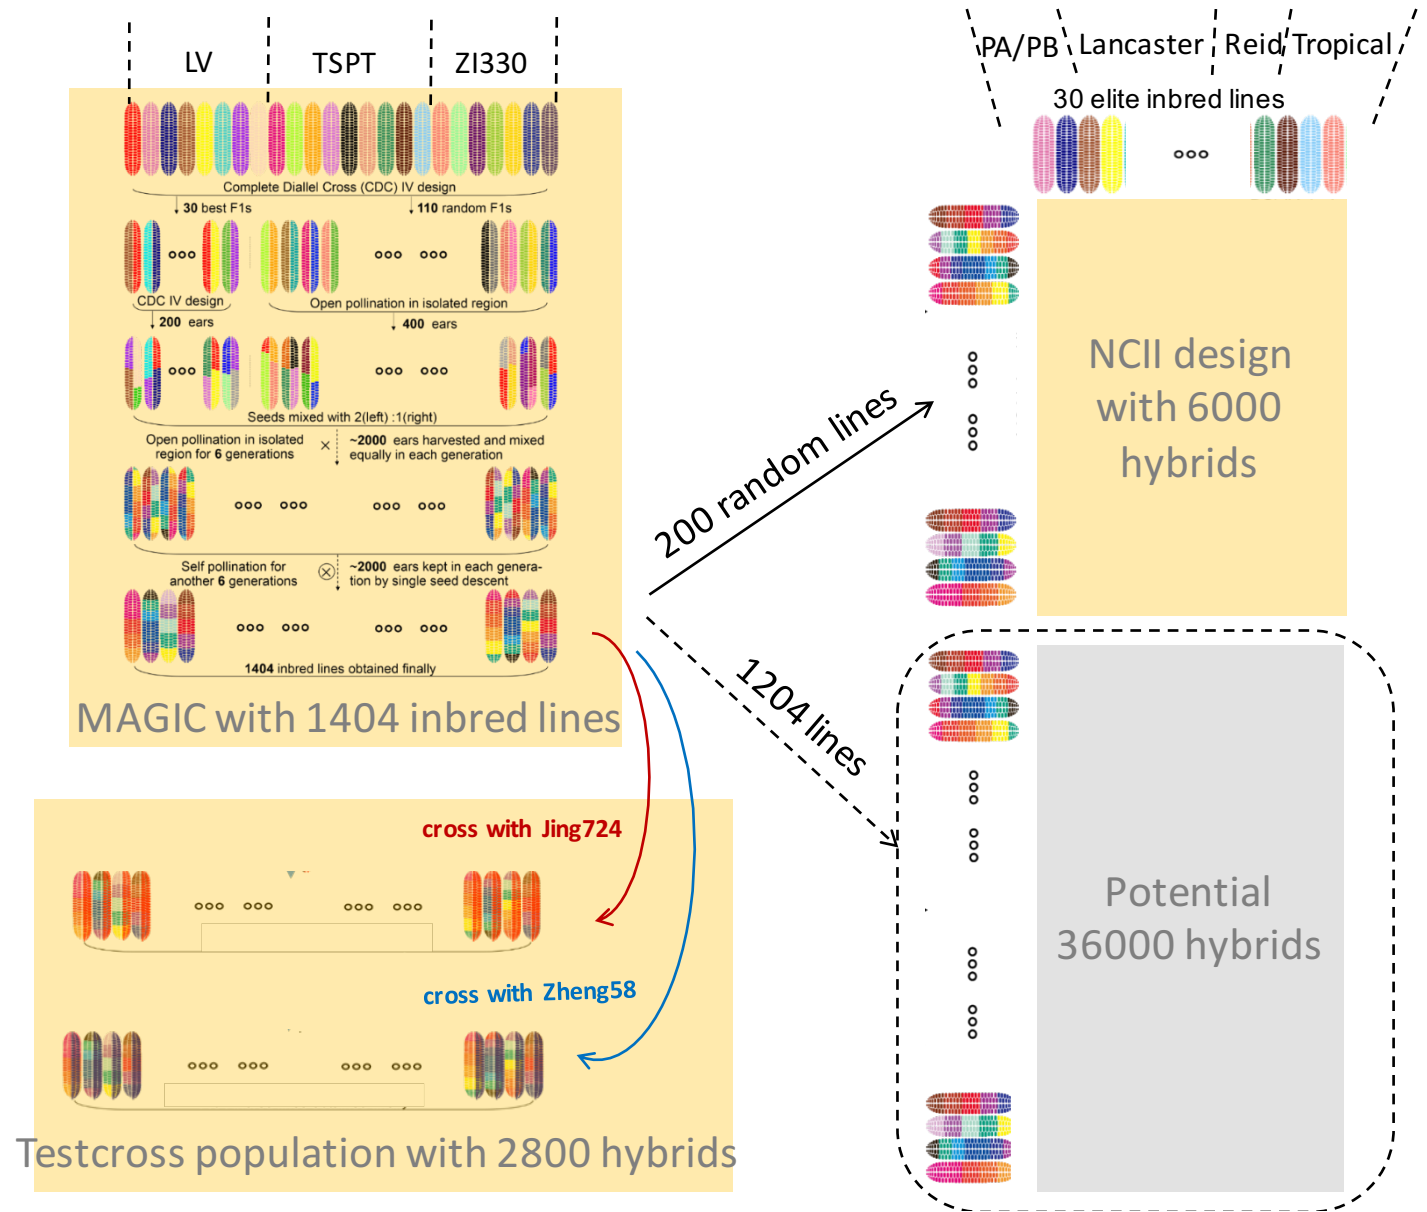 LV
TSPT
ZI330
Complete Diallel Cross (CDC) IV design
30 best F1s
110 random F1s
CDC IV design
Open pollination in isolated region
200 ears
400 ears
Seeds mixed with 2(left) :1(right)
Open pollination in isolated
region for 6 generations
×
~2000 ears harvested and mixed
equally in each generation
Self pollination for
another 6 generations
~2000 ears kept in each genera-
tion by single seed descent
1404 inbred lines obtained finally
MAGIC with 1404 inbred lines
cross with Jing724
cross with Zheng58
Testcross population with 2800 hybrids
200 random lines
1204 lines
PA/PB
Lancaster
Reid
Tropical
30 elite inbred lines
NCII design
with 6000
hybrids
Potential
36000 hybrids